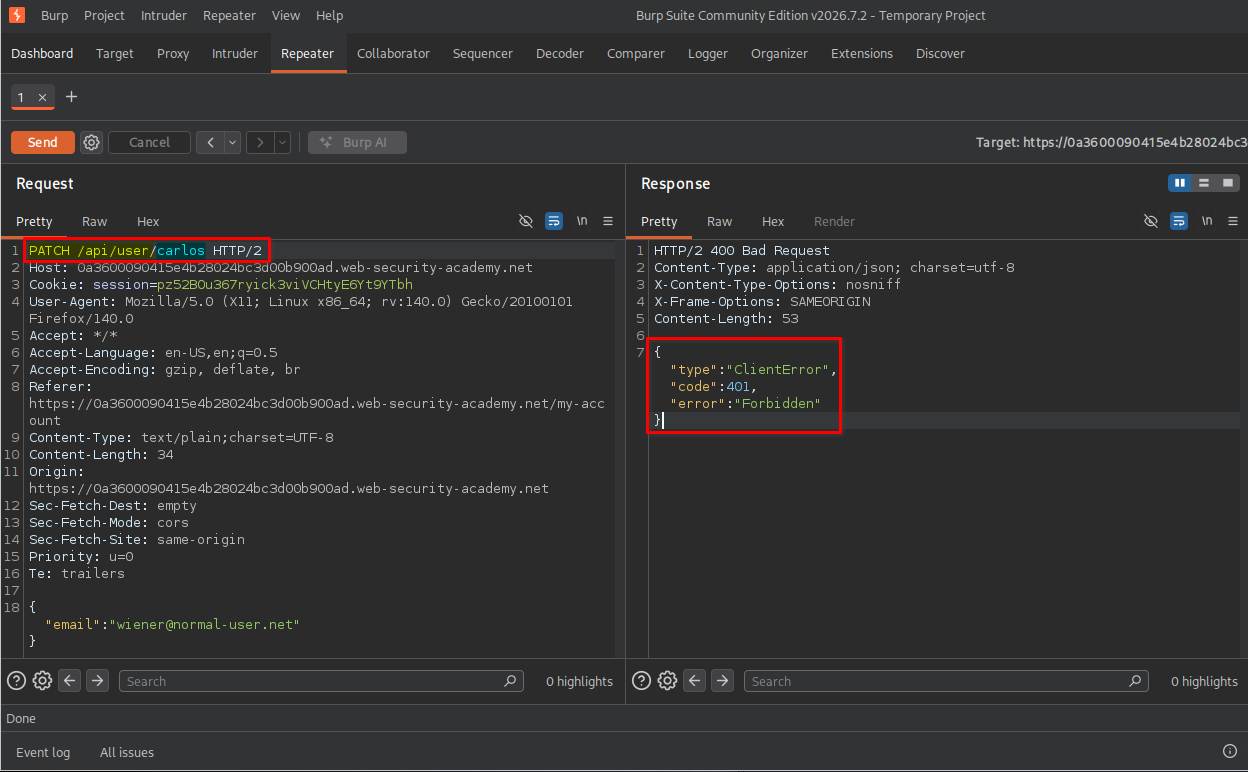 Burp Project Intruder Repeater View Help Burp Suite Community Edition v2026.7.2 - Temporary Project
Dashboard Target Proxy Intruder Repeater Collaborator Sequencer Decoder Comparer Logger Organizer Extensions Discover
1 × +
Send Cancel < > Burp AI Target: https://0a3600090415e4b28024bc3
Request
Pretty Raw Hex \n
1 PATCH /api/user/carlos HTTP/2
2 Host: 0a3600090415e4b28024bc3d00b900ad.web-security-academy.net
3 Cookie: session=pz52BOu367ryick3viVCHtyE6Yt9YTbh
4 User-Agent: Mozilla/5.0 (X11; Linux x86_64; rv:140.0) Gecko/20100101
Firefox/140.0
5 Accept: */*
6 Accept-Language: en-US,en;q=0.5
7 Accept-Encoding: gzip, deflate, br
8 Referer:
https://0a3600090415e4b28024bc3d00b900ad.web-security-academy.net/my-acc
ount
9 Content-Type: text/plain;charset=UTF-8
10 Content-Length: 34
11 Origin:
https://0a3600090415e4b28024bc3d00b900ad.web-security-academy.net
12 Sec-Fetch-Dest: empty
13 Sec-Fetch-Mode: cors
14 Sec-Fetch-Site: same-origin
15 Priority: u=0
16 Te: trailers
17
18 {
"email":"wiener@normal-user.net"
}
Search 0 highlights
Response
Pretty Raw Hex Render \n
1 HTTP/2 400 Bad Request
2 Content-Type: application/json; charset=utf-8
3 X-Content-Type-Options: nosniff
4 X-Frame-Options: SAMEORIGIN
5 Content-Length: 53
6
7 {
"type":"ClientError",
"code":401,
"error":"Forbidden"
}
Search 0 highlights
Done
Event log All issues